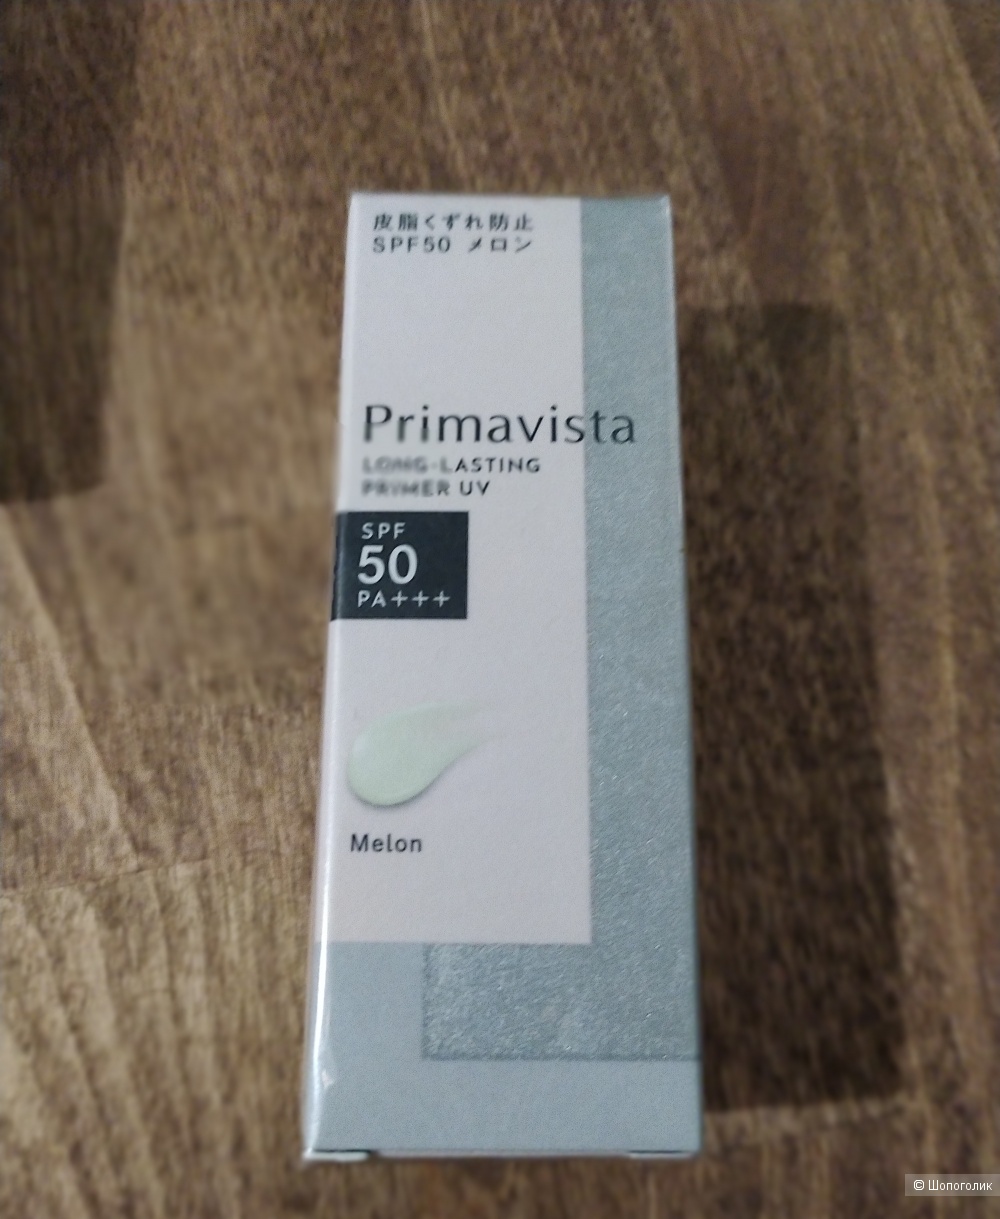 皮脂くずれ防止
SPF50 メロン
Primavista
LONG-LASTING
PRIMER UV
SPF
50
PA+++
Melon
© Шопоголик